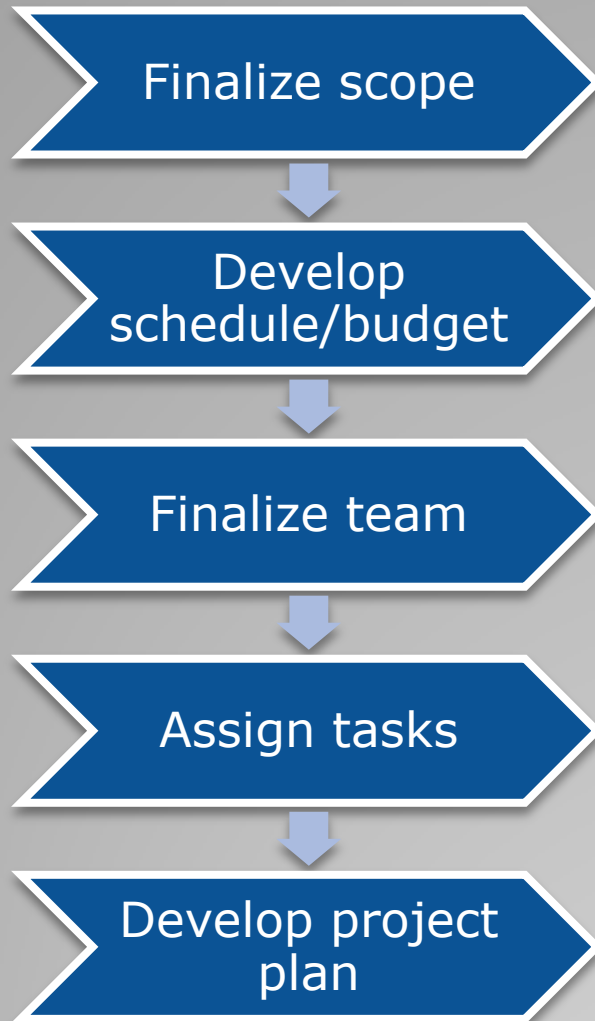 Finalize scope
Develop
schedule/budget
Finalize team
Assign tasks
Develop project
plan